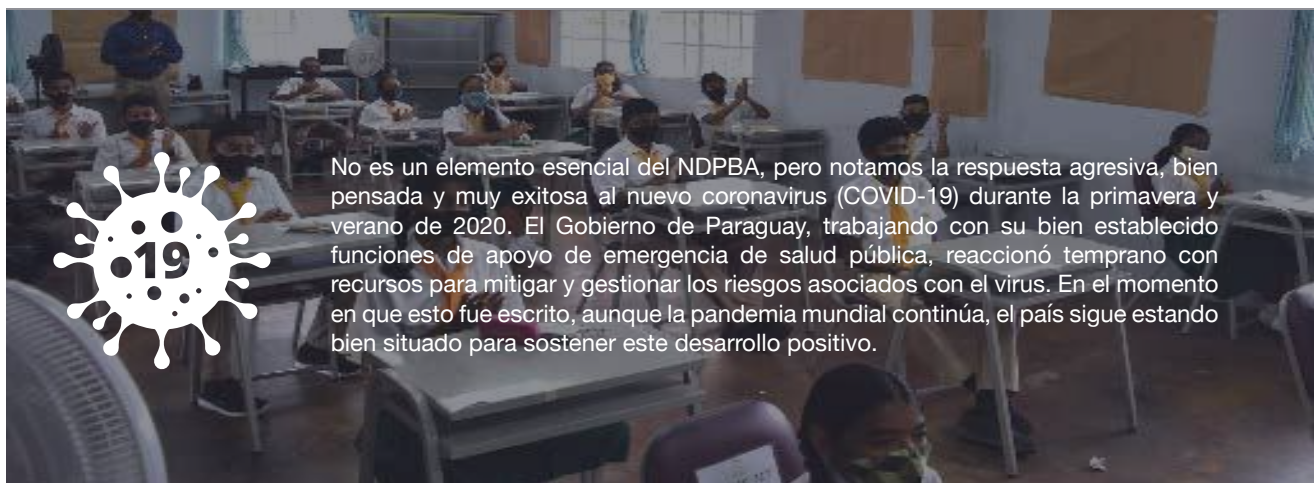 19
No es un elemento esencial del NDPBA, pero notamos la respuesta agresiva, bien
pensada y muy exitosa al nuevo coronavirus (COVID-19) durante la primavera y
verano de 2020. El Gobierno de Paraguay, trabajando con su bien establecido
funciones de apoyo de emergencia de salud pública, reaccionó temprano con
recursos para mitigar y gestionar los riesgos asociados con el virus. En el momento
en que esto fue escrito, aunque la pandemia mundial continúa, el país sigue estando
bien situado para sostener este desarrollo positivo.